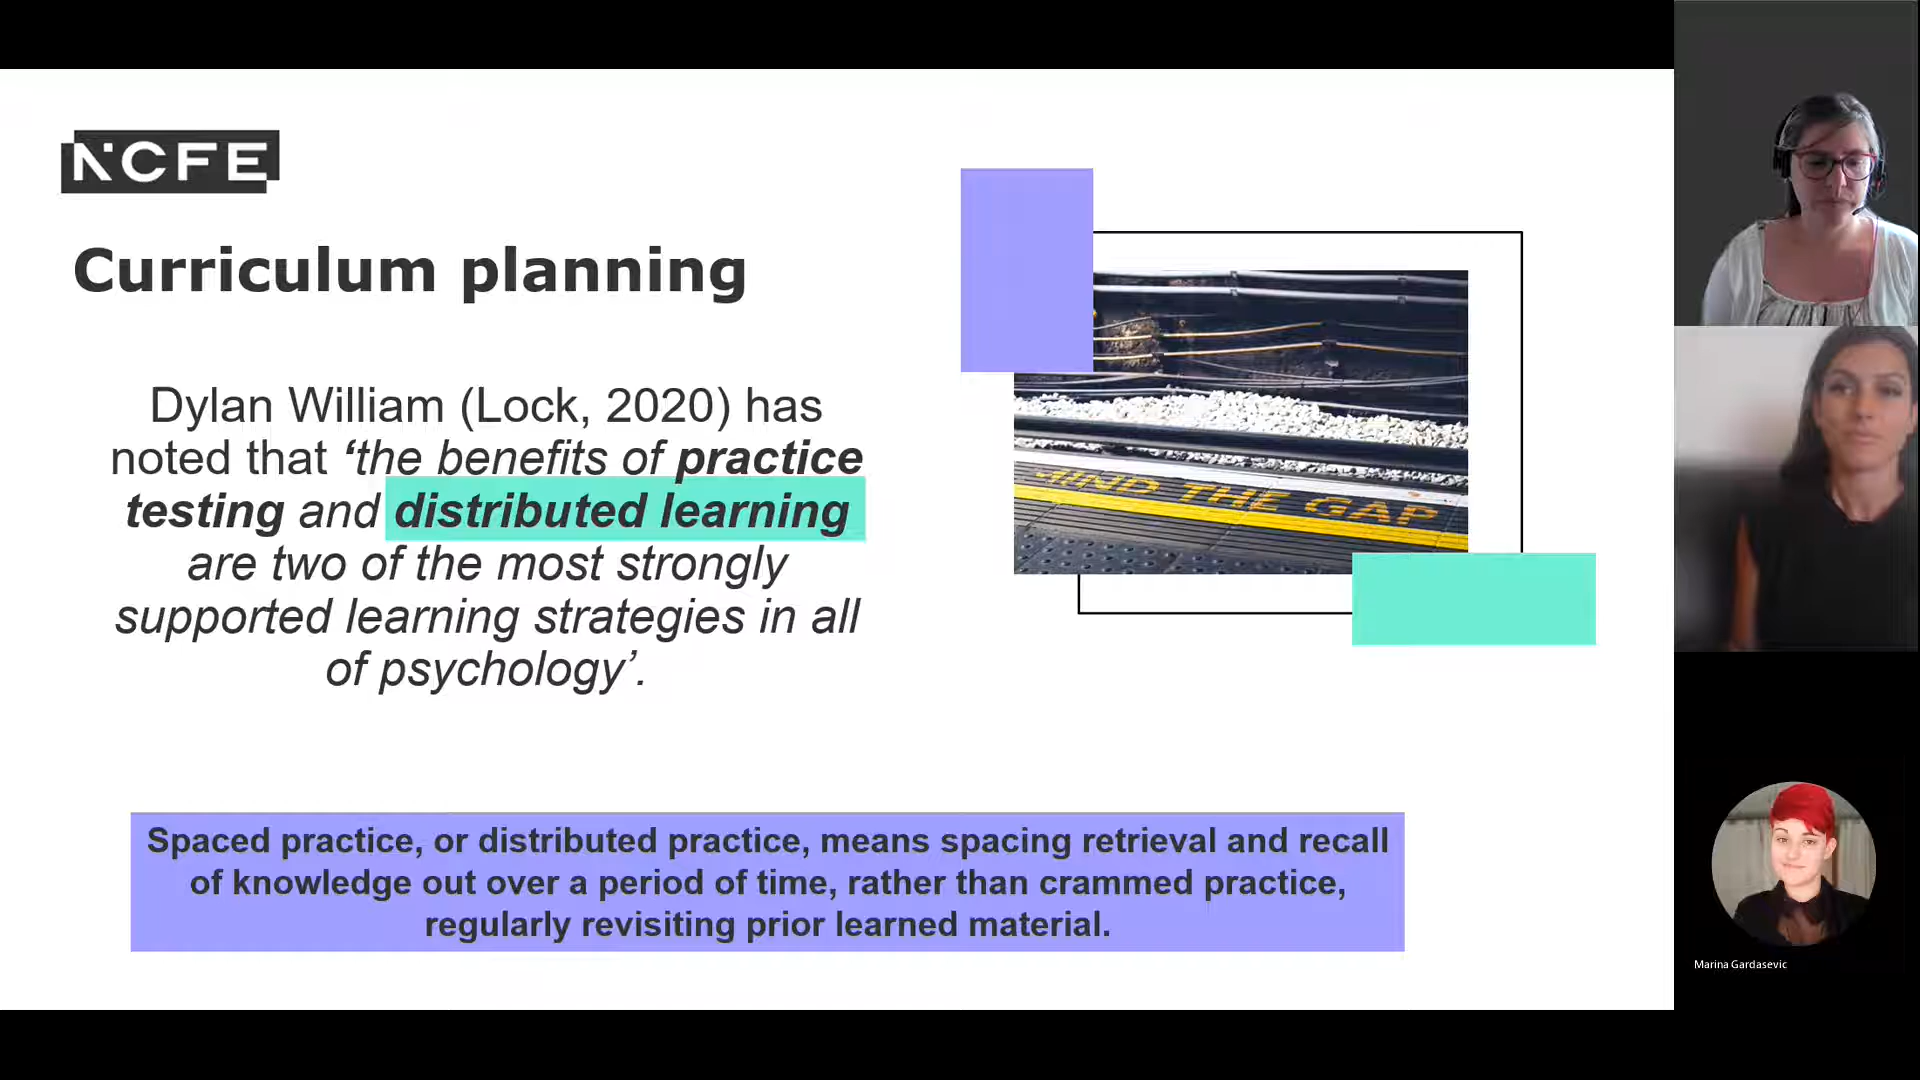 NCFE
Curriculum planning
Dylan William (Lock, 2020) has
noted that ‘the benefits of practice
testing and distributed learning
are two of the most strongly
supported learning strategies in all
of psychology’.
MIND THE GAP
Spaced practice, or distributed practice, means spacing retrieval and recall
of knowledge out over a period of time, rather than crammed practice,
regularly revisiting prior learned material.
Marina Gardasevic